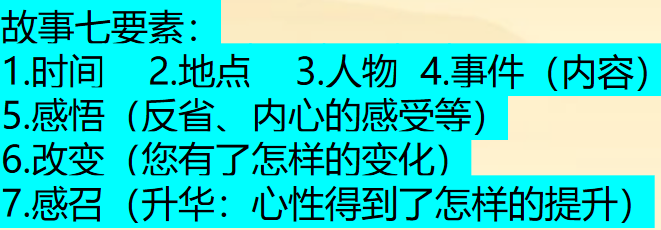 故事七要素：
1.时间 2.地点 3.人物 4.事件（内容）
5.感悟（反省、内心的感受等）
6.改变（您有了怎样的变化）
7.感召（升华：心性得到了怎样的提升）